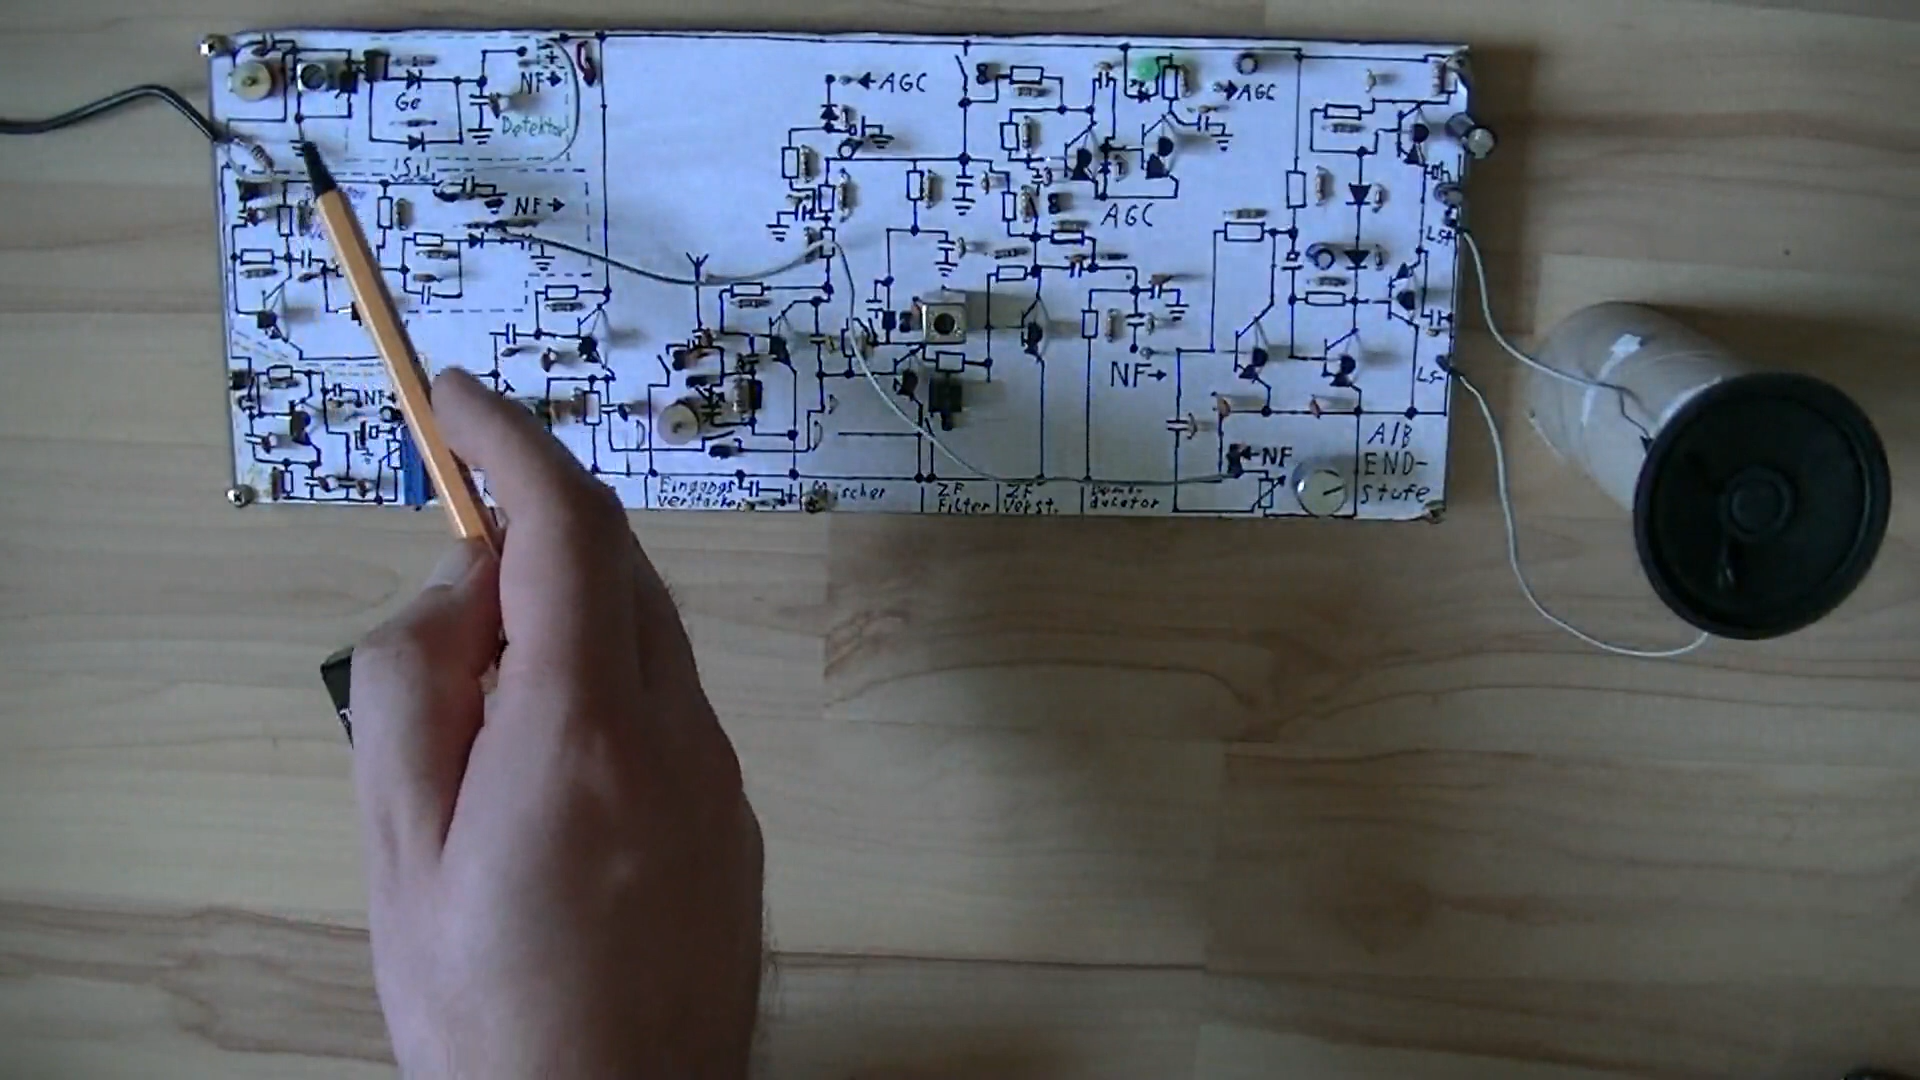 NF→
Ge
Detektor
Si
NF→
←AGC
→AGC
AGC
Ls+
NF→
LS-
NF
←NF
A/B
END-
Stufe
Eingangs
verstärker
Mischer
ZF
Filter
ZF
Verst.